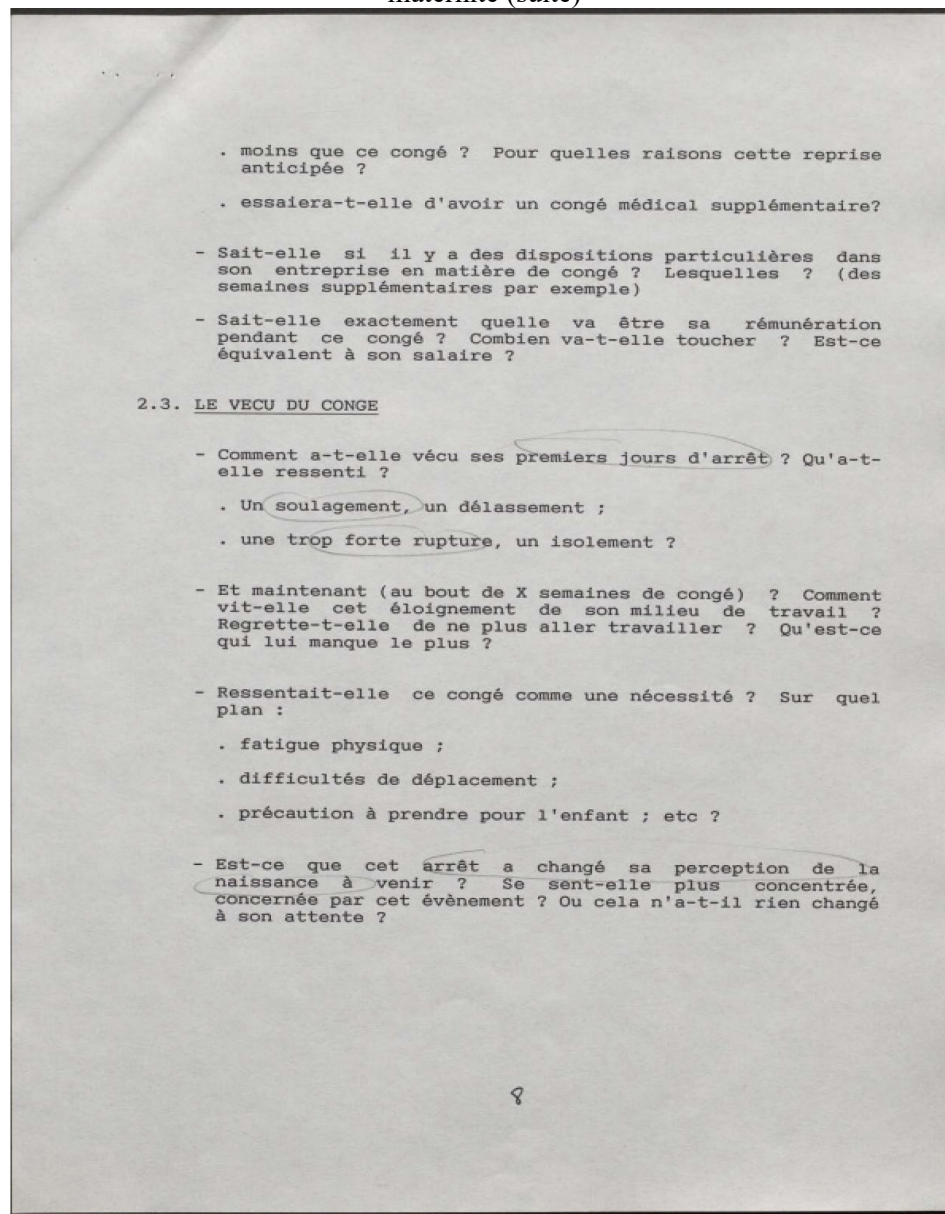 maternité (suite)
. moins que ce congé ? Pour quelles raisons cette reprise
anticipée ?
. essaiera-t-elle d'avoir un congé médical supplémentaire?
- Sait-elle si il y a des dispositions particulières dans
son entreprise en matière de congé ? Lesquelles ? (des
semaines supplémentaires par exemple)
- Sait-elle exactement quelle va être sa rémunération
pendant ce congé ? Combien va-t-elle toucher ? Est-ce
équivalent à son salaire ?
2.3. LE VECU DU CONGE
- Comment a-t-elle vécu ses premiers jours d'arrêt ? Qu'a-t-
elle ressenti ?
. Un soulagement, un délassement ;
. une trop forte rupture, un isolement ?
- Et maintenant (au bout de X semaines de congé) ? Comment
vit-elle cet éloignement de son milieu de travail ?
Regrette-t-elle de ne plus aller travailler ? Qu'est-ce
qui lui manque le plus ?
- Ressentait-elle ce congé comme une nécessité ? Sur quel
plan :
. fatigue physique ;
. difficultés de déplacement ;
. précaution à prendre pour l'enfant ; etc ?
- Est-ce que cet arrêt a changé sa perception de la
naissance à venir ? Se sent-elle plus concentrée,
concernée par cet évènement ? Ou cela n'a-t-il rien changé
à son attente ?
8